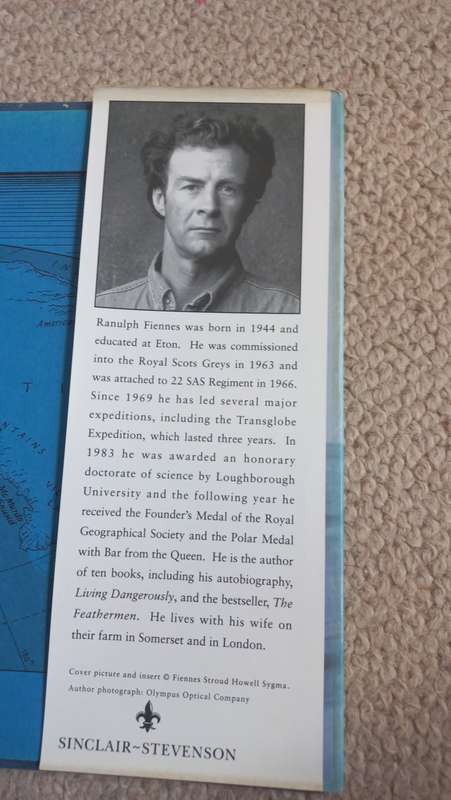 Ranulph Fiennes was born in 1944 and
educated at Eton. He was commissioned
into the Royal Scots Greys in 1963 and
was attached to 22 SAS Regiment in 1966.
Since 1969 he has led several major
expeditions, including the Transglobe
Expedition, which lasted three years. In
1983 he was awarded an honorary
doctorate of science by Loughborough
University and the following year he
received the Founder's Medal of the Royal
Geographical Society and the Polar Medal
with Bar from the Queen. He is the author
of ten books, including his autobiography,
Living Dangerously, and the bestseller, The
Feathermen. He lives with his wife on
their farm in Somerset and in London.
Cover picture and insert © Fiennes Stroud Howell Sygma.
Author photograph: Olympus Optical Company
SINCLAIR~STEVENSON